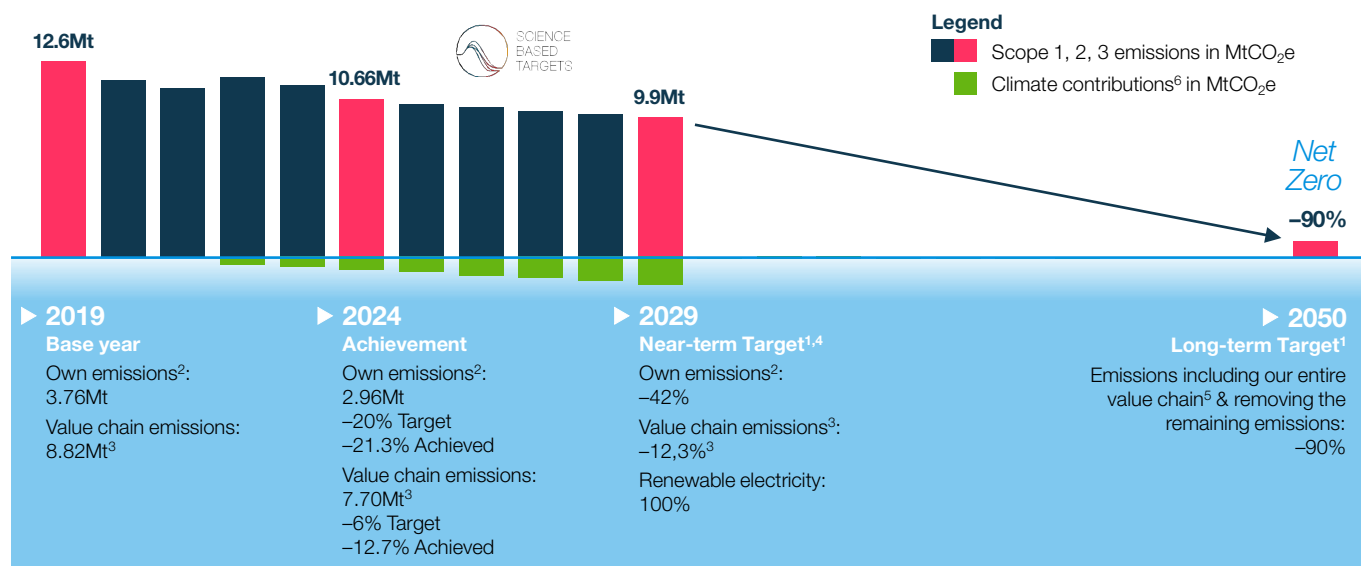 12.6Mt
SCIENCE
BASED
TARGETS
10.66Mt
9.9Mt
Legend
Scope 1, 2, 3 emissions in MtCO₂e
Climate contributions⁶ in MtCO₂e
Net
Zero
–90%
2019
Base year
Own emissions²:
3.76Mt
Value chain emissions:
8.82Mt³
2024
Achievement
Own emissions²:
2.96Mt
–20% Target
–21.3% Achieved
Value chain emissions:
7.70Mt³
–6% Target
–12.7% Achieved
2029
Near-term Target¹,⁴
Own emissions²:
–42%
Value chain emissions³:
–12,3%³
Renewable electricity:
100%
2050
Long-term Target¹
Emissions including our entire
value chain⁵ & removing the
remaining emissions:
–90%